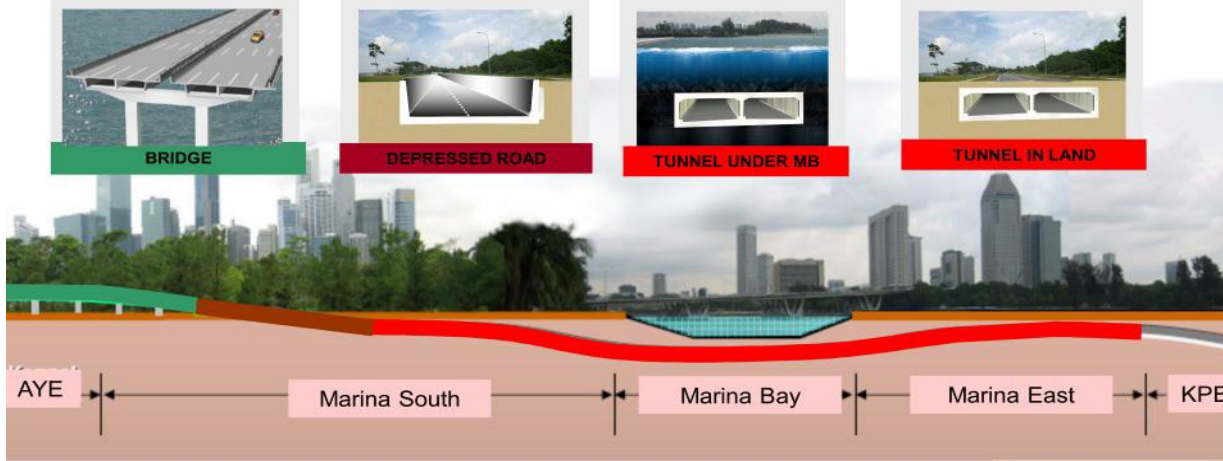 BRIDGE
DEPRESSED ROAD
TUNNEL UNDER MB
TUNNEL IN LAND
AYE
Marina South
Marina Bay
Marina East
KPE